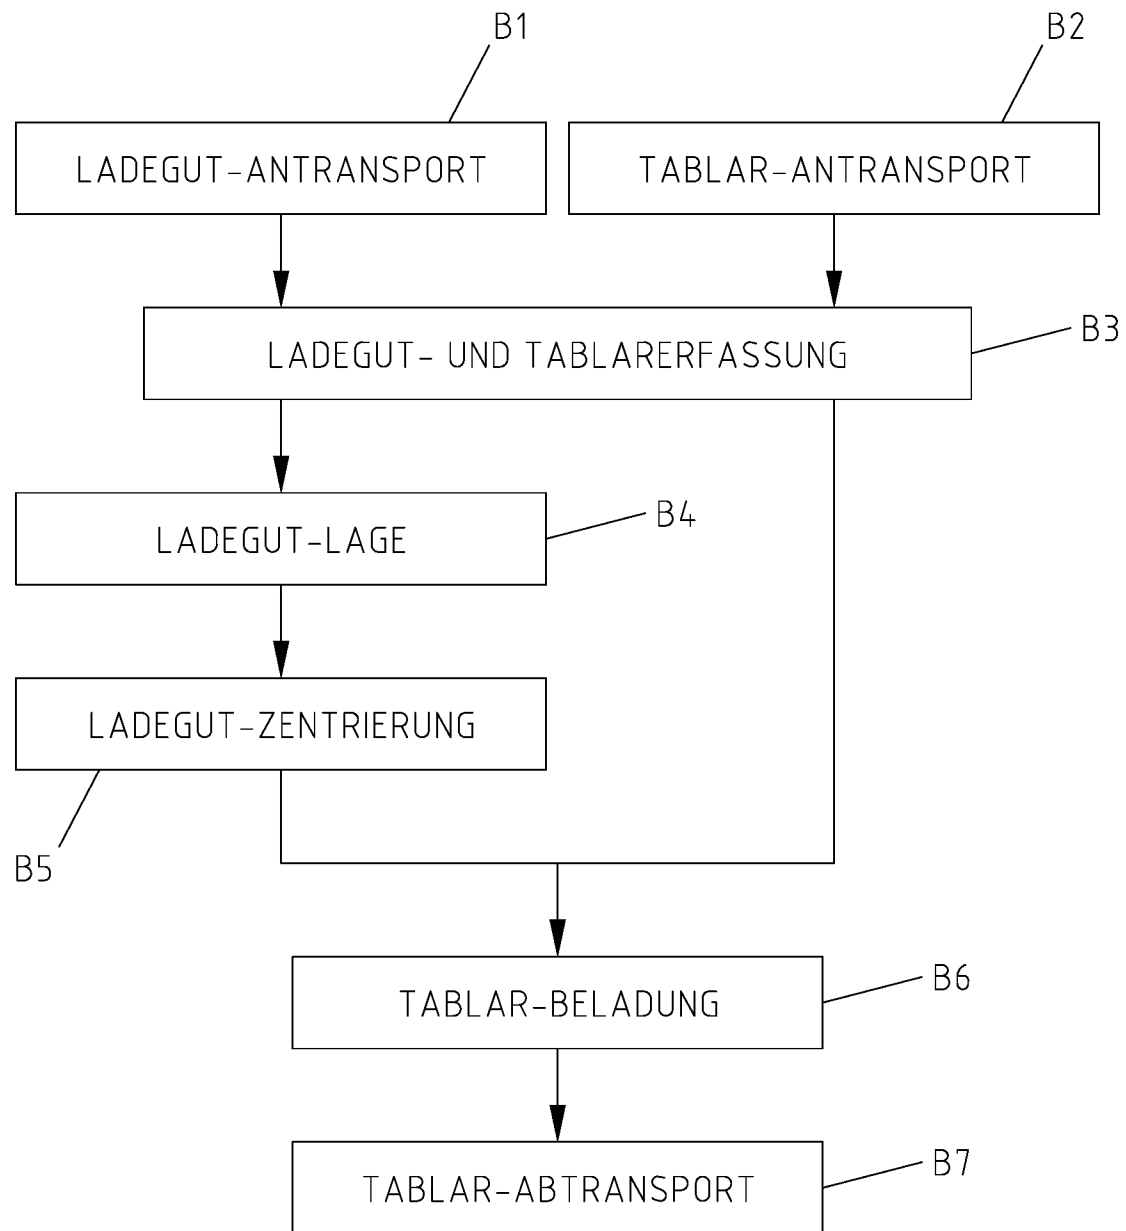 B1
B2
LADEGUT-ANTRANSPORT
TABLAR-ANTRANSPORT
B3
LADEGUT- UND TABLARERFASSUNG
B4
LADEGUT-LAGE
LADEGUT-ZENTRIERUNG
B5
B6
TABLAR-BELADUNG
B7
TABLAR-ABTRANSPORT